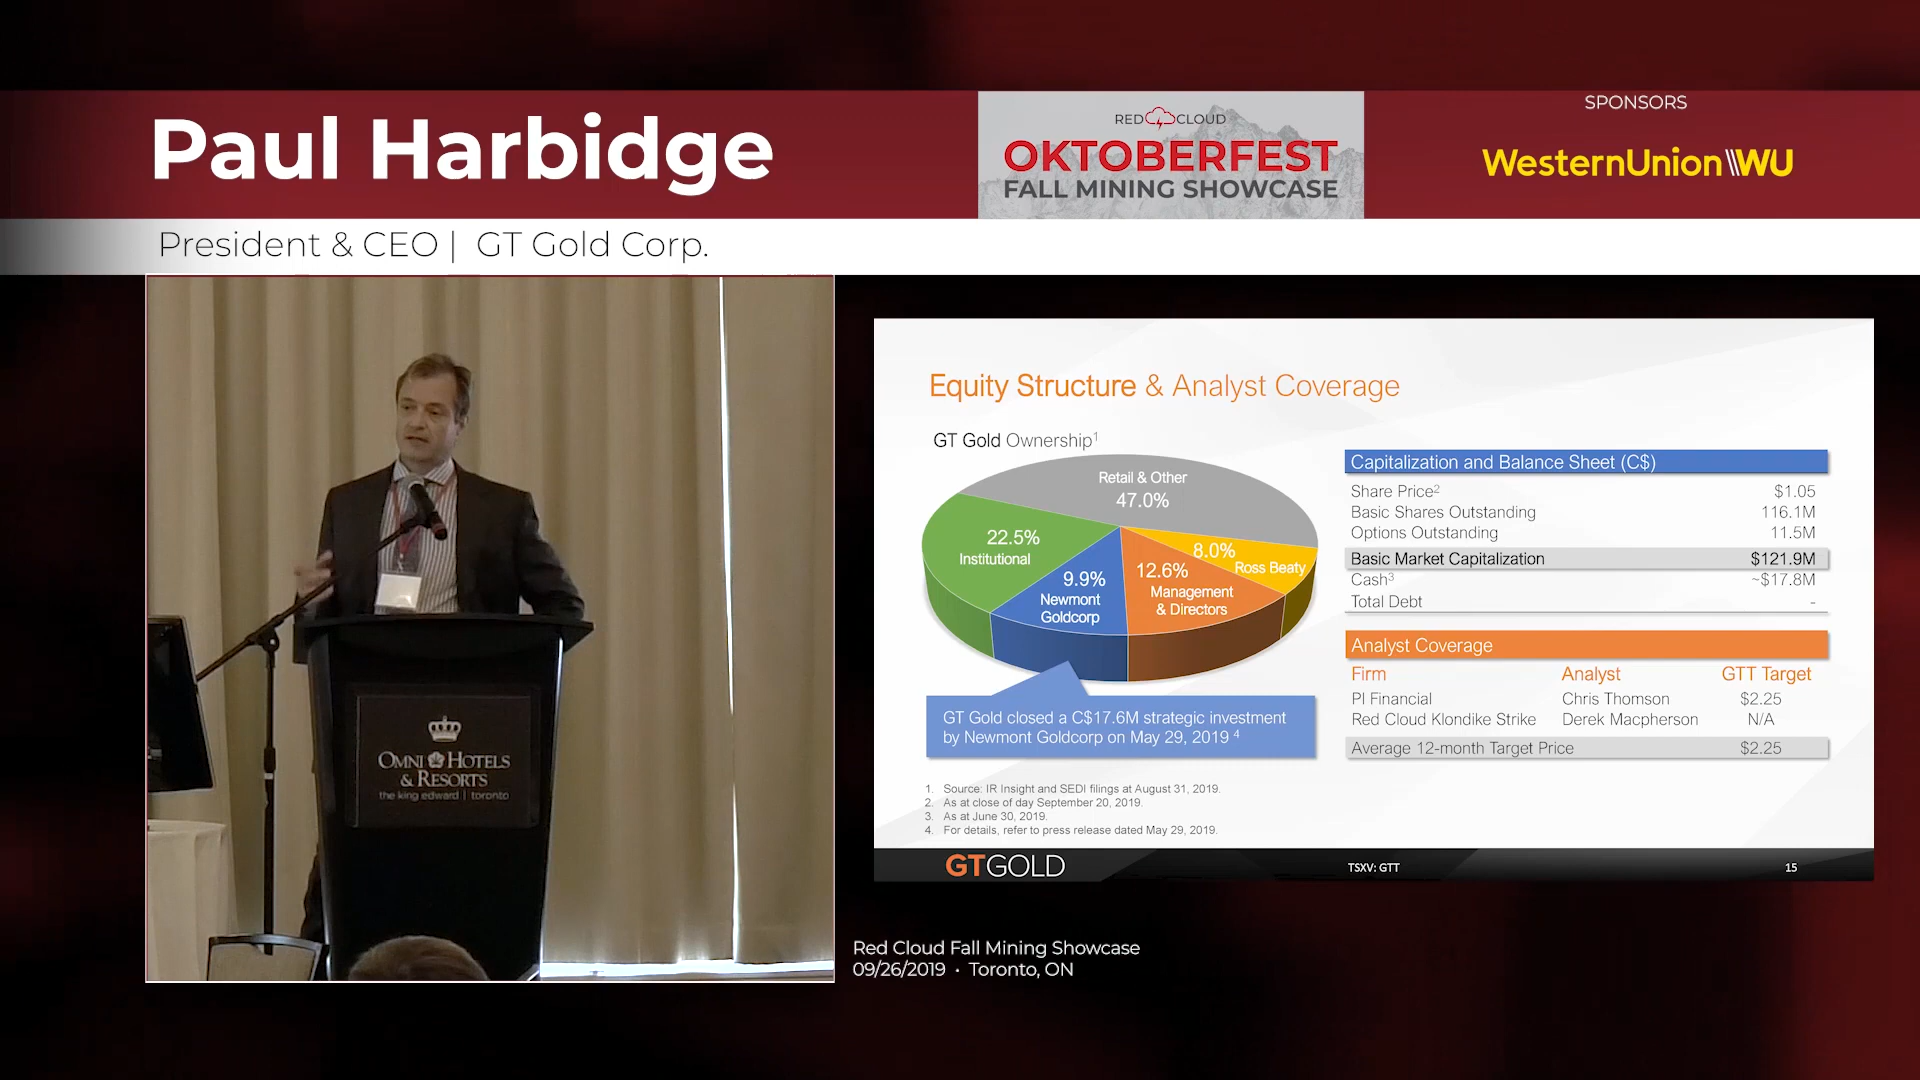 Paul Harbidge
President & CEO | GT Gold Corp.
RED CLOUD
OKTOBERFEST
FALL MINING SHOWCASE
SPONSORS
WesternUnion WU
OMNI HOTELS
& RESORTS
the king edward | toronto
Equity Structure & Analyst Coverage
GT Gold Ownership¹
Retail & Other
47.0%
22.5%
Institutional
9.9%
Newmont
Goldcorp
12.6%
Management
& Directors
8.0%
Ross Beaty
GT Gold closed a C$17.6M strategic investment
by Newmont Goldcorp on May 29, 2019 ⁴
Capitalization and Balance Sheet (C$)
Share Price² $1.05
Basic Shares Outstanding 116.1M
Options Outstanding 11.5M
Basic Market Capitalization $121.9M
Cash³ ~$17.8M
Total Debt -
Analyst Coverage
Firm Analyst GTT Target
PI Financial Chris Thomson $2.25
Red Cloud Klondike Strike Derek Macpherson N/A
Average 12-month Target Price $2.25
1. Source: IR Insight and SEDI filings at August 31, 2019.
2. As at close of day September 20, 2019.
3. As at June 30, 2019.
4. For details, refer to press release dated May 29, 2019.
GTGOLD
TSXV: GTT
15
Red Cloud Fall Mining Showcase
09/26/2019 • Toronto, ON